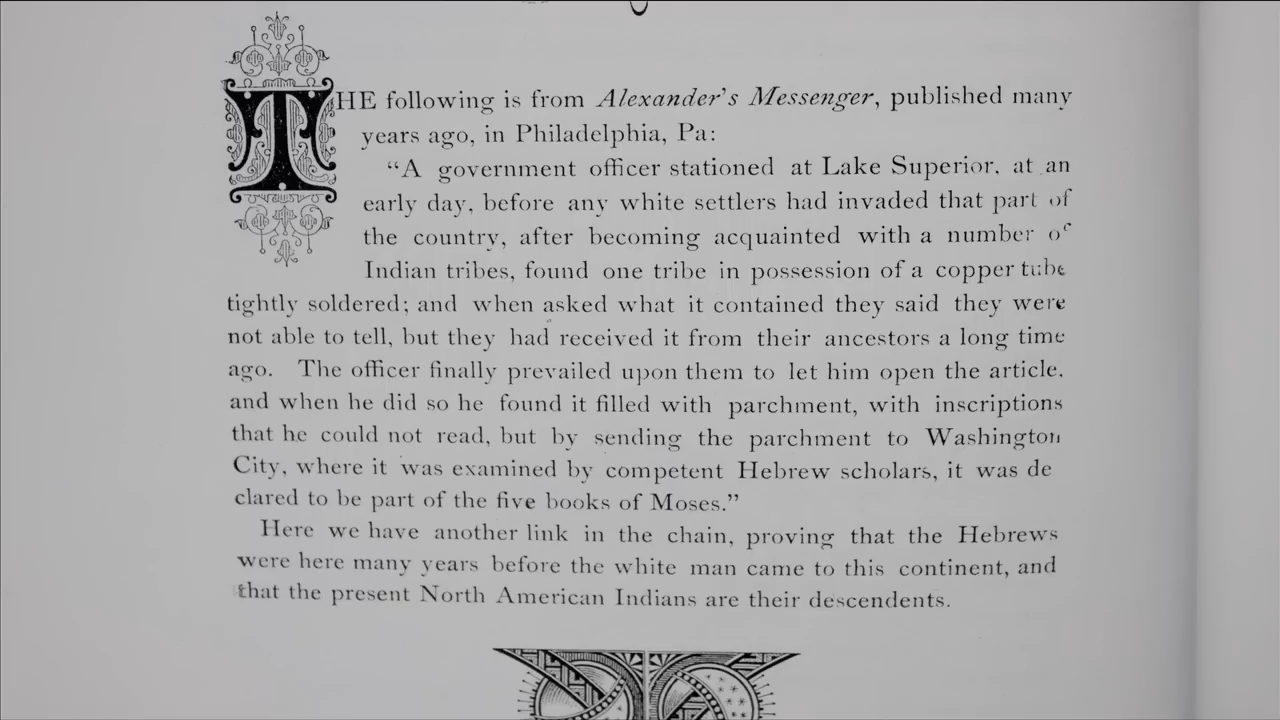 THE following is from Alexander's Messenger, published many
years ago, in Philadelphia, Pa:
"A government officer stationed at Lake Superior, at an
early day, before any white settlers had invaded that part of
the country, after becoming acquainted with a number of
Indian tribes, found one tribe in possession of a copper tube
tightly soldered; and when asked what it contained they said they were
not able to tell, but they had received it from their ancestors a long time
ago. The officer finally prevailed upon them to let him open the article,
and when he did so he found it filled with parchment, with inscriptions
that he could not read, but by sending the parchment to Washington
City, where it was examined by competent Hebrew scholars, it was de
clared to be part of the five books of Moses."
Here we have another link in the chain, proving that the Hebrews
were here many years before the white man came to this continent, and
that the present North American Indians are their descendents.